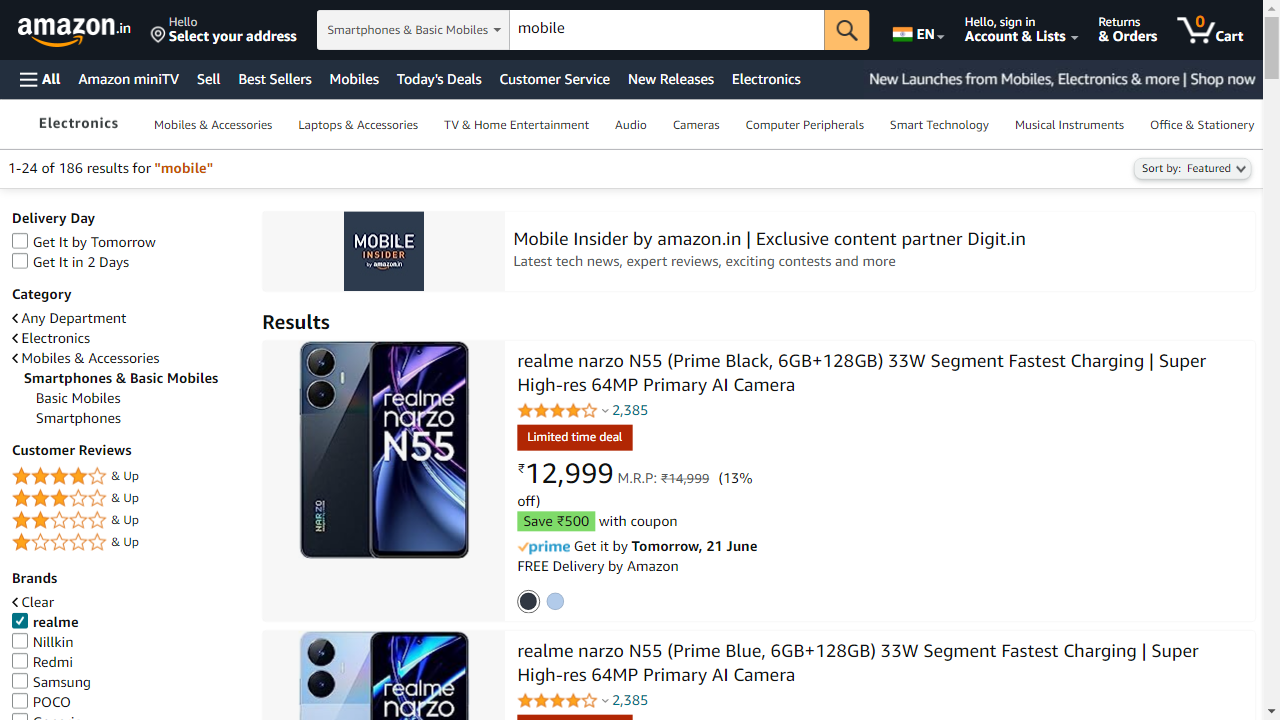 amazon.in
Hello
Select your address
Smartphones & Basic Mobiles
mobile
EN
Hello, sign in
Account & Lists
Returns
& Orders
0
Cart
All
Amazon miniTV
Sell
Best Sellers
Mobiles
Today's Deals
Customer Service
New Releases
Electronics
New Launches from Mobiles, Electronics & more | Shop now
Electronics
Mobiles & Accessories
Laptops & Accessories
TV & Home Entertainment
Audio
Cameras
Computer Peripherals
Smart Technology
Musical Instruments
Office & Stationery
1-24 of 186 results for "mobile"
Sort by: Featured
Delivery Day
Get It by Tomorrow
Get It in 2 Days
Category
Any Department
Electronics
Mobiles & Accessories
Smartphones & Basic Mobiles
Basic Mobiles
Smartphones
Customer Reviews
& Up
& Up
& Up
& Up
Brands
Clear
realme
Nillkin
Redmi
Samsung
POCO
MOBILE
INSIDER
by amazon.in
Mobile Insider by amazon.in | Exclusive content partner Digit.in
Latest tech news, expert reviews, exciting contests and more
Results
realme
narzo
N55
NARZO
realme narzo N55 (Prime Black, 6GB+128GB) 33W Segment Fastest Charging | Super
High-res 64MP Primary AI Camera
2,385
Limited time deal
₹12,999 M.R.P: ₹14,999 (13%
off)
Save ₹500 with coupon
prime Get it by Tomorrow, 21 June
FREE Delivery by Amazon
realme
narzo
realme narzo N55 (Prime Blue, 6GB+128GB) 33W Segment Fastest Charging | Super
High-res 64MP Primary AI Camera
2,385